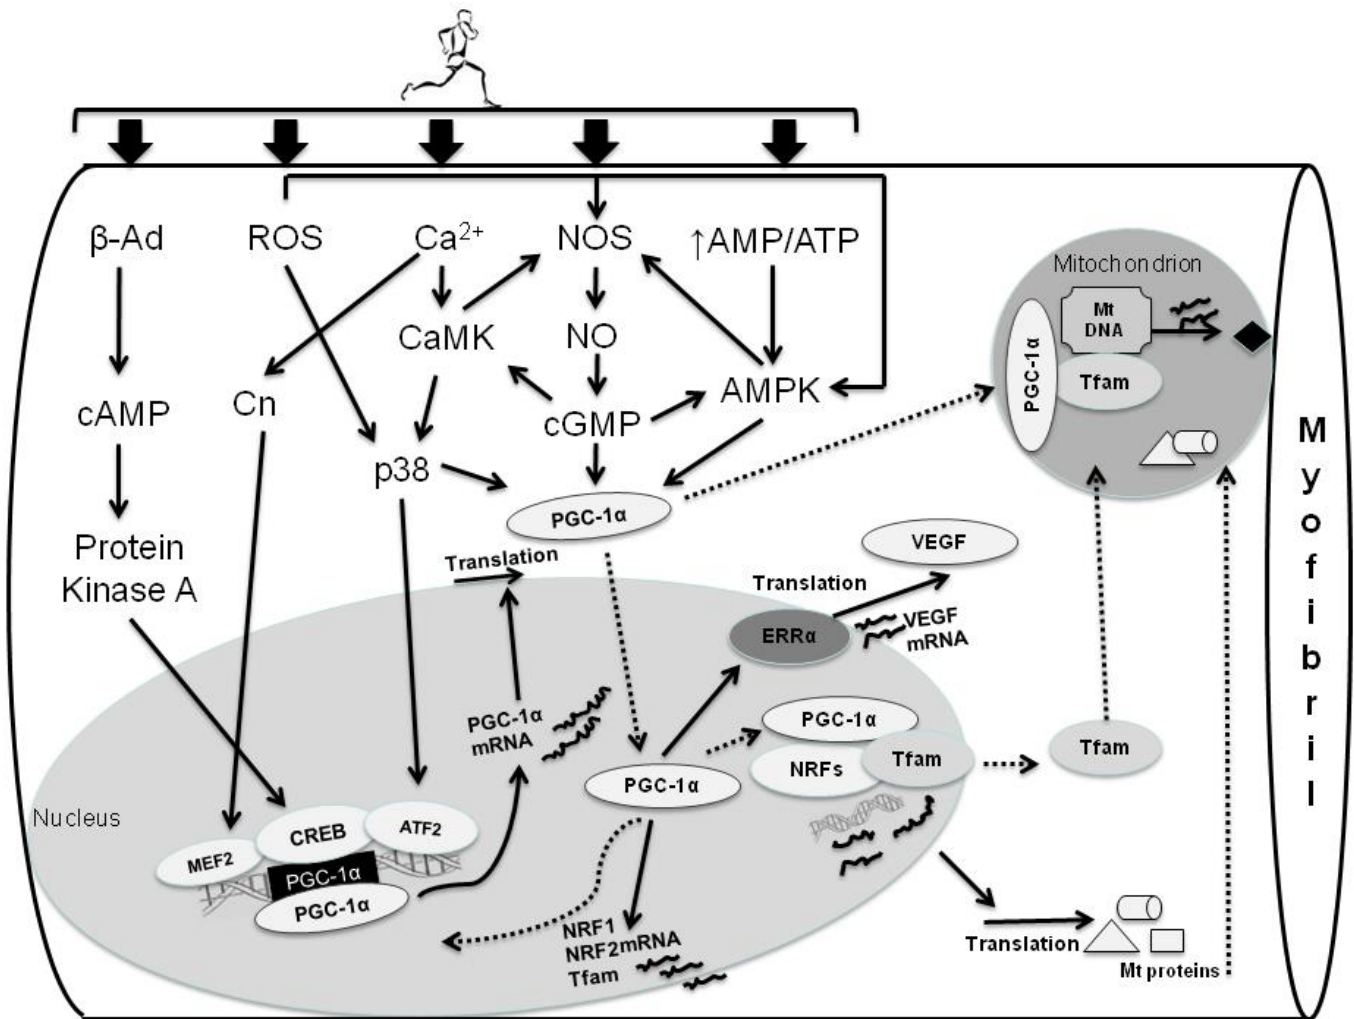 β-Ad
ROS
Ca²⁺
NOS
↑AMP/ATP
CaMK
NO
AMPK
cAMP
Cn
cGMP
p38
PGC-1α
Protein
Kinase A
Translation
Mitochondrion
Mt
DNA
PGC-1α
Tfam
VEGF
Translation
ERRα
VEGF
mRNA
PGC-1α
mRNA
PGC-1α
PGC-1α
NRFs
Tfam
Tfam
Nucleus
MEF2
CREB
ATF2
PGC-1α
PGC-1α
NRF1
NRF2mRNA
Tfam
Translation
Mt proteins
Myofibril